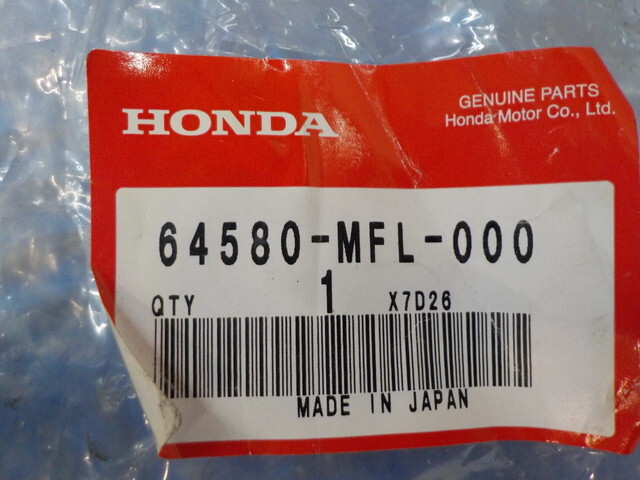 HONDA
GENUINE PARTS
Honda Motor Co., Ltd.
64580-MFL-000
QTY 1 X7D26
MADE IN JAPAN